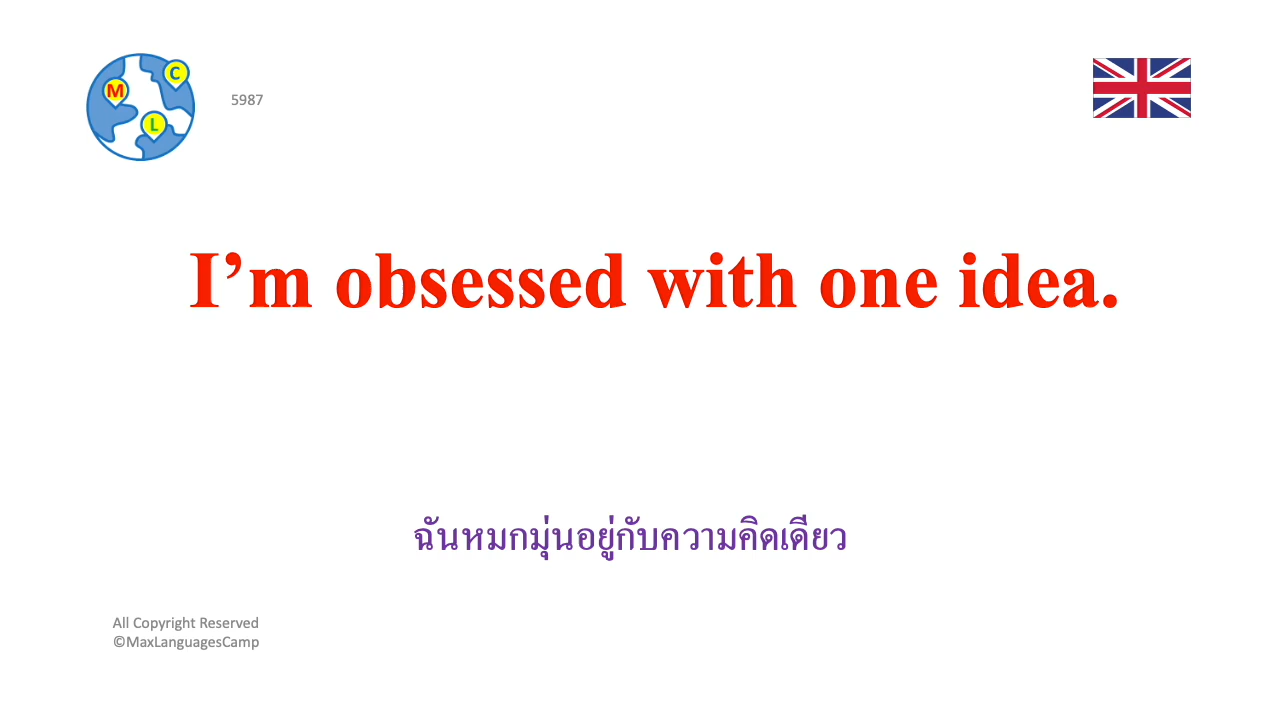 M
C
L
5987
I’m obsessed with one idea.
ฉันหมกมุ่นอยู่กับความคิดเดียว
All Copyright Reserved
©MaxLanguagesCamp